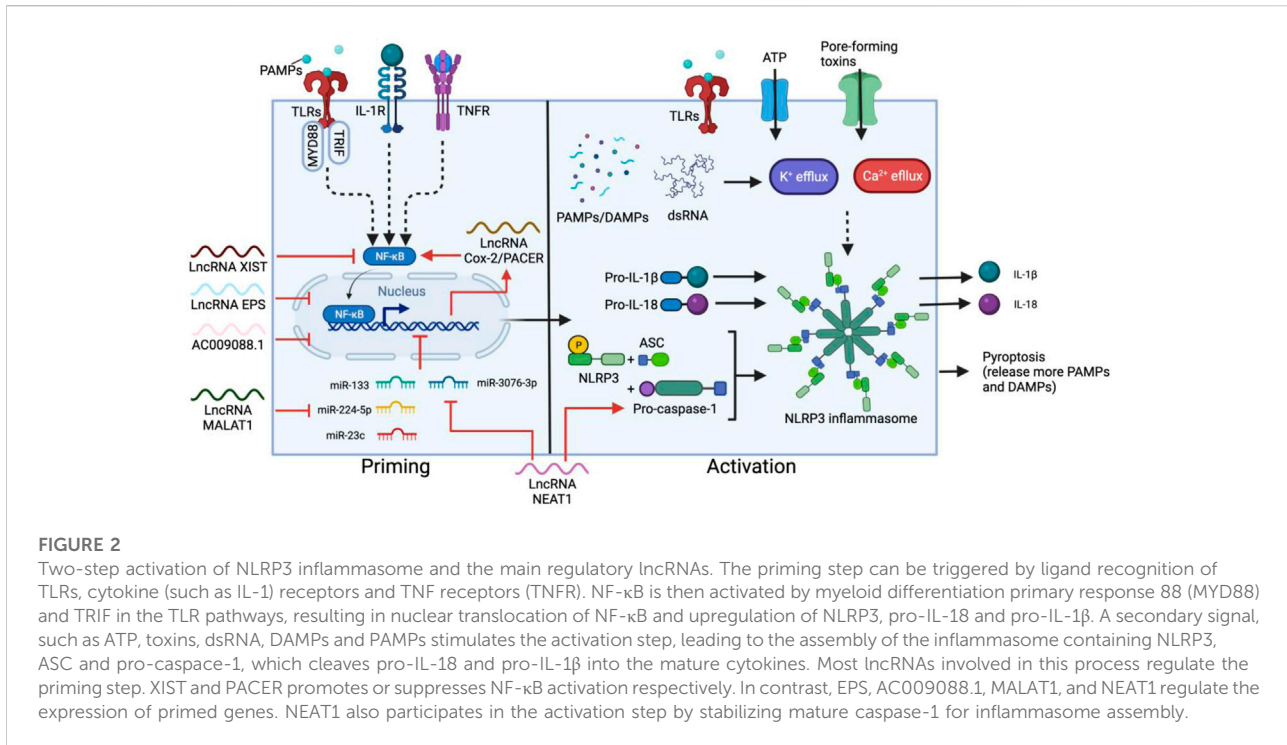 PAMPs
TLRs
MYD88
TRIF
IL-1R
TNFR
LncRNA XIST
LncRNA EPS
AC009088.1
LncRNA
MALAT1
NF-κB
LncRNA
Cox-2/PACER
Nucleus
NF-κB
miR-133
miR-3076-3p
miR-224-5p
miR-23c
Priming
LncRNA
NEAT1
TLRs
ATP
Pore-forming
toxins
PAMPs/DAMPs
dsRNA
K+ efflux
Ca2+ efllux
Pro-IL-1β
Pro-IL-18
P
NLRP3
+
ASC
+
Pro-caspase-1
NLRP3 inflammasome
IL-1β
IL-18
Pyroptosis
(release more PAMPs
and DAMPs)
Activation
FIGURE 2
Two-step activation of NLRP3 inflammasome and the main regulatory lncRNAs. The priming step can be triggered by ligand recognition of
TLRs, cytokine (such as IL-1) receptors and TNF receptors (TNFR). NF-κB is then activated by myeloid differentiation primary response 88 (MYD88)
and TRIF in the TLR pathways, resulting in nuclear translocation of NF-κB and upregulation of NLRP3, pro-IL-18 and pro-IL-1β. A secondary signal,
such as ATP, toxins, dsRNA, DAMPs and PAMPs stimulates the activation step, leading to the assembly of the inflammasome containing NLRP3,
ASC and pro-caspace-1, which cleaves pro-IL-18 and pro-IL-1β into the mature cytokines. Most lncRNAs involved in this process regulate the
priming step. XIST and PACER promotes or suppresses NF-κB activation respectively. In contrast, EPS, AC009088.1, MALAT1, and NEAT1 regulate the
expression of primed genes. NEAT1 also participates in the activation step by stabilizing mature caspase-1 for inflammasome assembly.